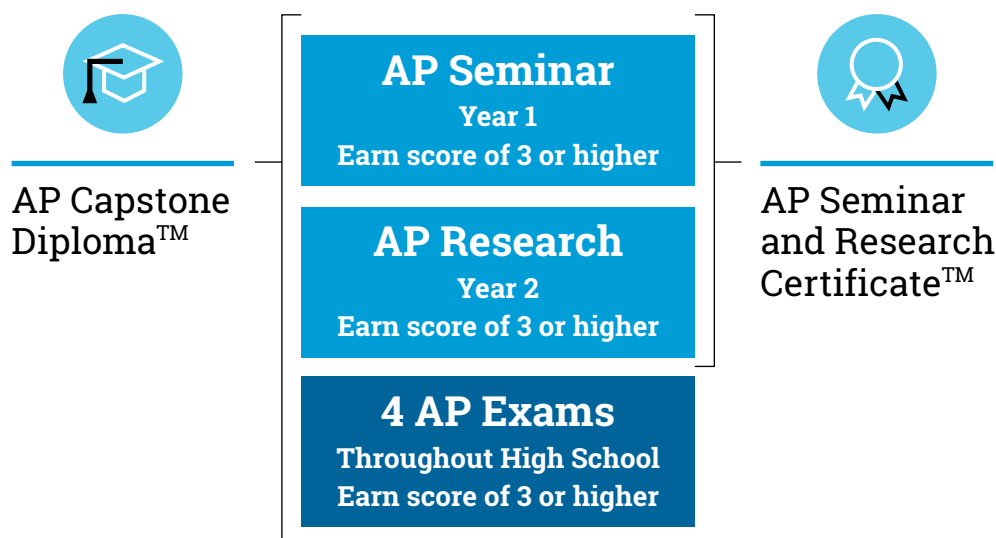 AP Capstone
Diploma™
AP Seminar
Year 1
Earn score of 3 or higher
AP Research
Year 2
Earn score of 3 or higher
4 AP Exams
Throughout High School
Earn score of 3 or higher
AP Seminar
and Research
Certificate™